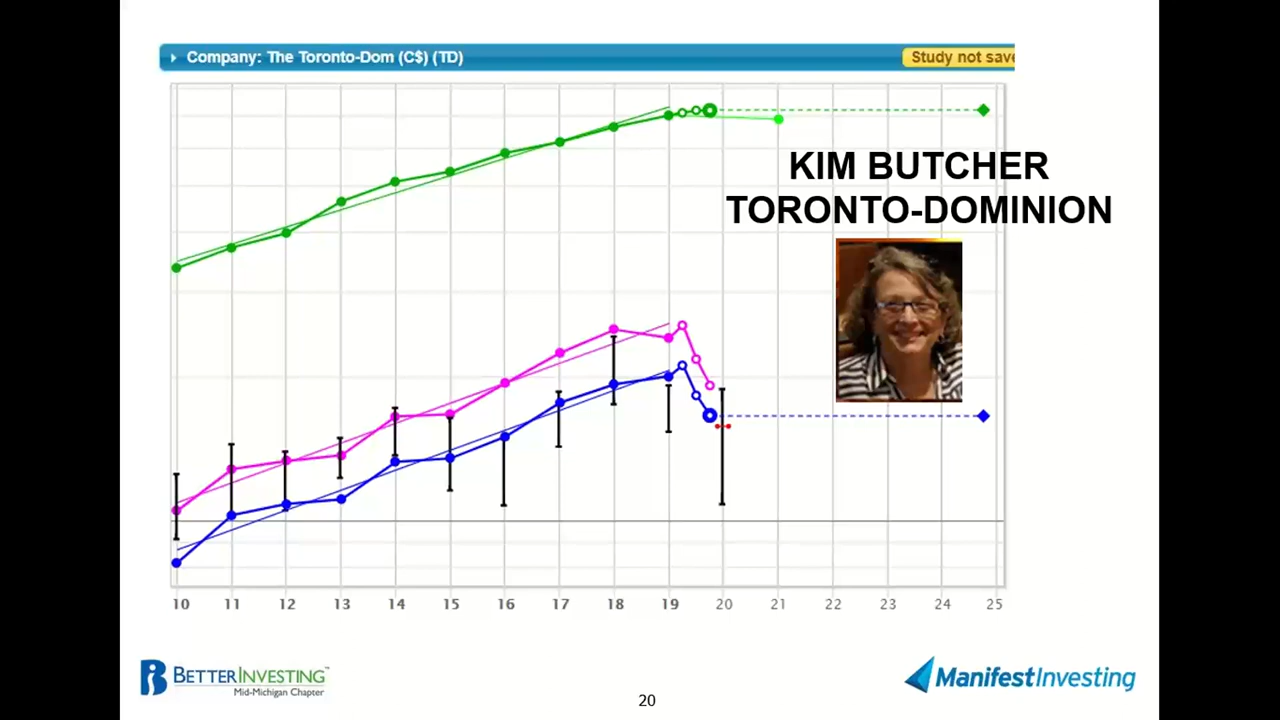 Company: The Toronto-Dom (C$) (TD)
Study not save
KIM BUTCHER
TORONTO-DOMINION
10 11 12 13 14 15 16 17 18 19 20 21 22 23 24 25
BETTERINVESTING™
Mid-Michigan Chapter
ManifestInvesting
20